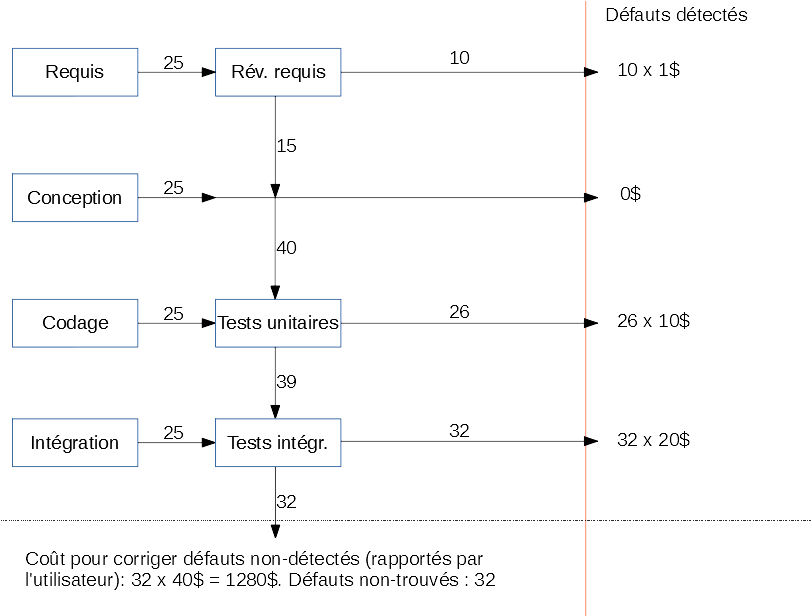 Défauts détectés
Requis
25
Rév. requis
10
10 x 1$
15
Conception
25
0$
40
Codage
25
Tests unitaires
26
26 x 10$
39
Intégration
25
Tests intégr.
32
32 x 20$
32
Coût pour corriger défauts non-détectés (rapportés par
l'utilisateur): 32 x 40$ = 1280$. Défauts non-trouvés : 32